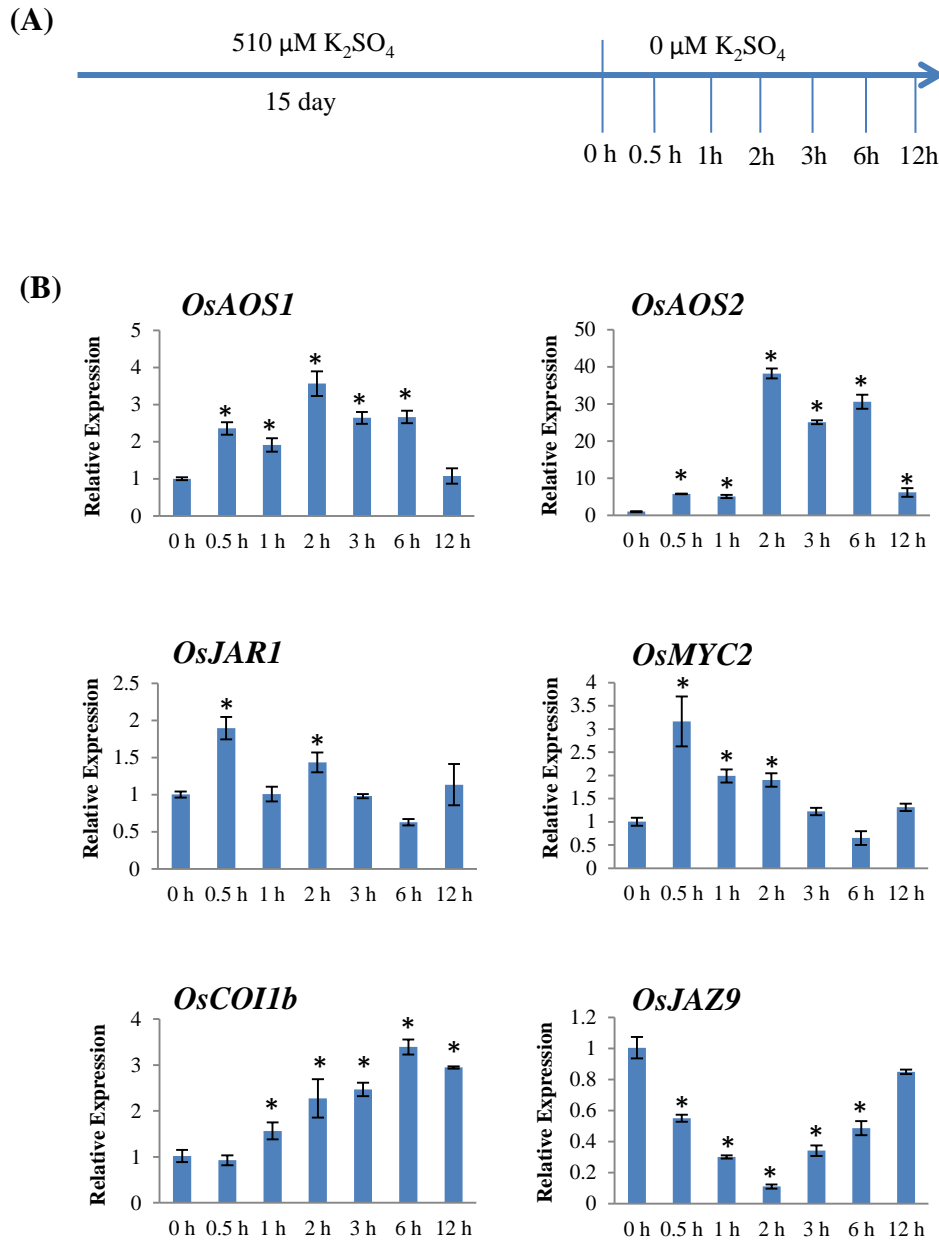 (A)
510 μM K₂SO₄
0 μM K₂SO₄
15 day
0 h 0.5 h 1h 2h 3h 6h 12h
(B)
OsAOS1
Relative Expression
5
4
3
2
1
0
* * * * *
0 h 0.5 h 1 h 2 h 3 h 6 h 12 h
OsAOS2
Relative Expression
50
40
30
20
10
0
* * * * * *
0 h 0.5 h 1 h 2 h 3 h 6 h 12 h
OsJAR1
Relative Expression
2.5
2
1.5
1
0.5
0
* *
0 h 0.5 h 1 h 2 h 3 h 6 h 12 h
OsMYC2
Relative Expression
4
3.5
3
2.5
2
1.5
1
0.5
0
* * *
0 h 0.5 h 1 h 2 h 3 h 6 h 12 h
OsCOI1b
Relative Expression
4
3
2
1
0
* * * * *
0 h 0.5 h 1 h 2 h 3 h 6 h 12 h
OsJAZ9
Relative Expression
1.2
1
0.8
0.6
0.4
0.2
0
* * * * *
0 h 0.5 h 1 h 2 h 3 h 6 h 12 h